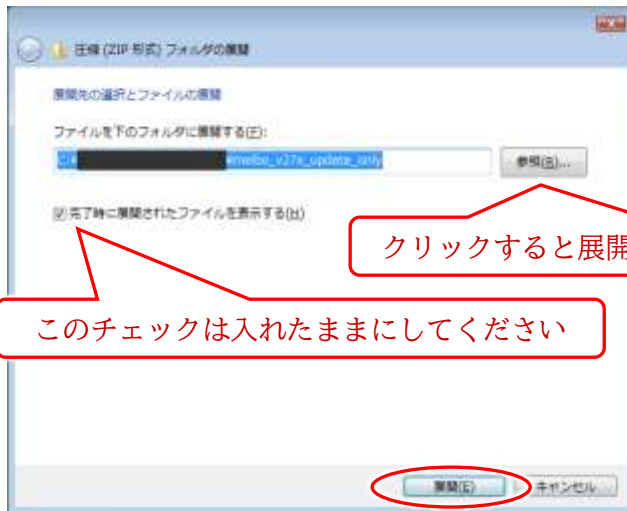 圧縮 (ZIP 形式) フォルダの展開
展開先の選択とファイルの展開
ファイルを下のフォルダに展開する(F):
参照(R)...
完了時に展開されたファイルを表示する(H)
クリックすると展開
このチェックは入れたままにしてください
展開(E)
キャンセル